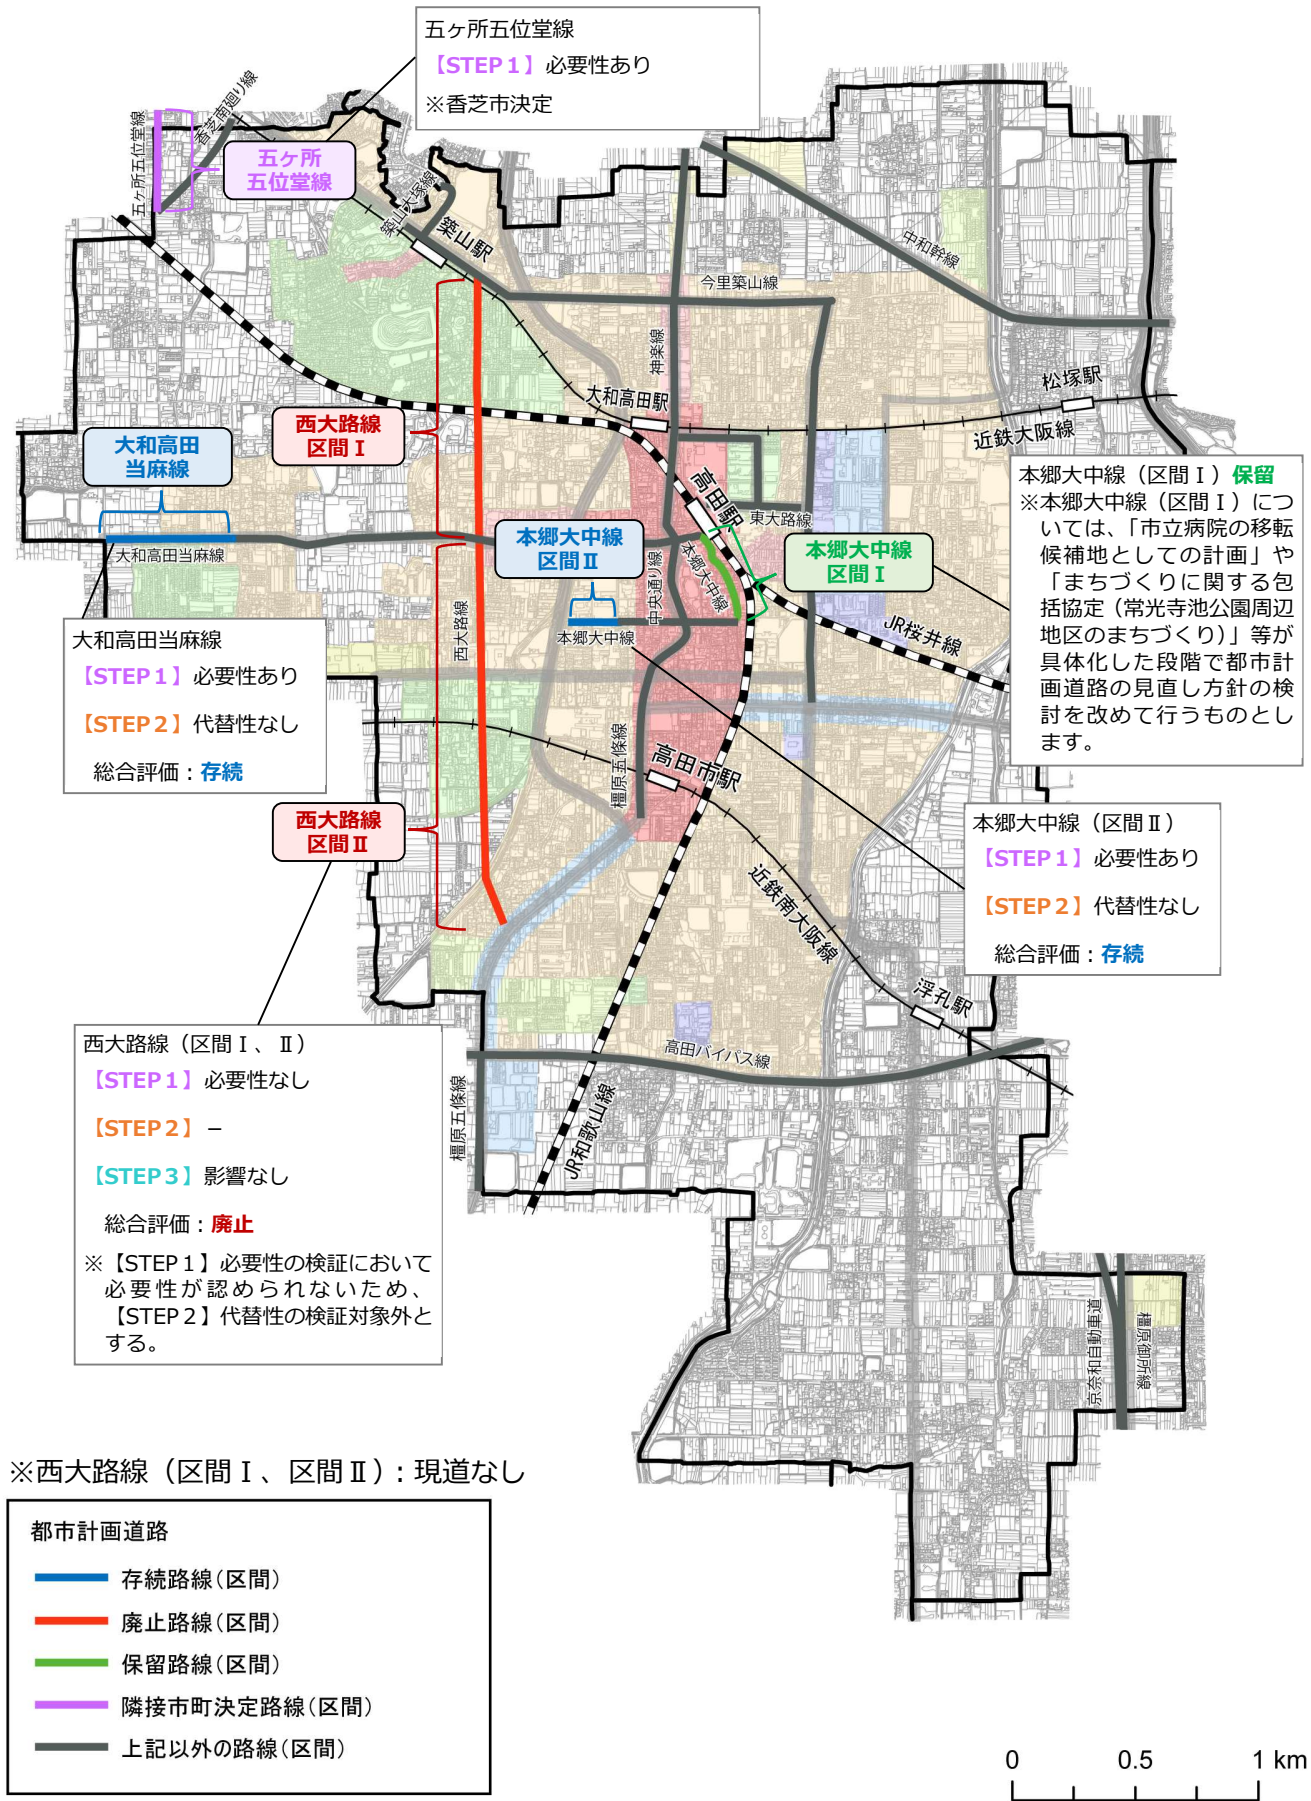 五ヶ所五位堂線
【STEP１】必要性あり
※香芝市決定
香芝南廻り線
五ヶ所五位堂線
五ヶ所
五位堂線
築山大塚線
築山駅
中和幹線
今里築山線
神楽線
大和高田駅
松塚駅
近鉄大阪線
西大路線
区間Ⅰ
大和高田
当麻線
高田駅
東大路線
本郷大中線（区間Ⅰ）保留
※本郷大中線（区間Ⅰ）につ
いては、「市立病院の移転
候補地としての計画」や
「まちづくりに関する包
括協定（常光寺池公園周辺
地区のまちづくり）」等が
具体化した段階で都市計
画道路の見直し方針の検
討を改めて行うものとし
ます。
本郷大中線
区間Ⅱ
本郷大中線
区間Ⅰ
大和高田当麻線
中央通り線
本郷大中線
西大路線
本郷大中線
JR桜井線
大和高田当麻線
【STEP１】必要性あり
【STEP２】代替性なし
総合評価：存続
橿原五條線
高田市駅
西大路線
区間Ⅱ
本郷大中線（区間Ⅱ）
【STEP１】必要性あり
【STEP２】代替性なし
総合評価：存続
近鉄南大阪線
浮孔駅
西大路線（区間Ⅰ、Ⅱ）
【STEP１】必要性なし
【STEP２】－
【STEP３】影響なし
総合評価：廃止
※【STEP１】必要性の検証において
必要性が認められないため、
【STEP２】代替性の検証対象外と
する。
高田バイパス線
橿原五條線
JR和歌山線
京奈和自動車道
橿原御所線
※西大路線（区間Ⅰ、区間Ⅱ）：現道なし
都市計画道路
存続路線（区間）
廃止路線（区間）
保留路線（区間）
隣接市町決定路線（区間）
上記以外の路線（区間）
0 0.5 1 km